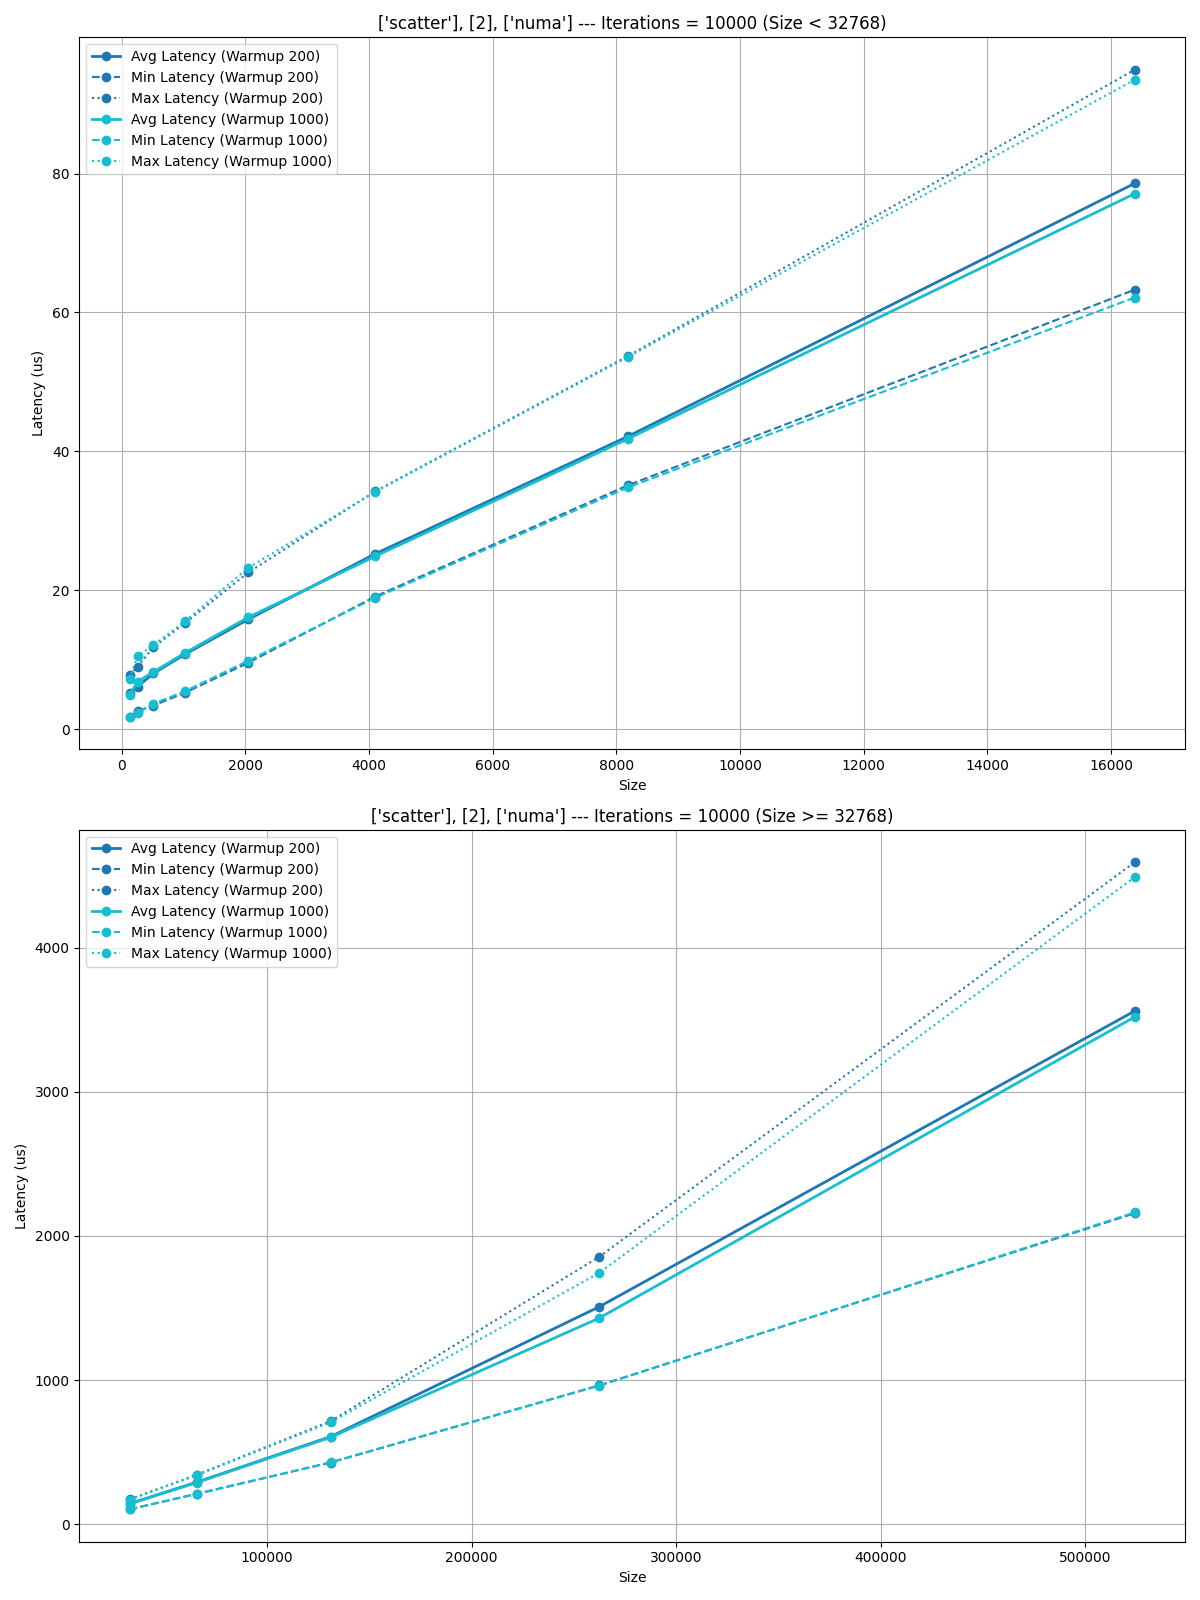 ['scatter'], [2], ['numa'] --- Iterations = 10000 (Size < 32768)
Avg Latency (Warmup 200)
Min Latency (Warmup 200)
Max Latency (Warmup 200)
Avg Latency (Warmup 1000)
Min Latency (Warmup 1000)
Max Latency (Warmup 1000)
80
60
40
20
0
Latency (us)
0 2000 4000 6000 8000 10000 12000 14000 16000
Size
['scatter'], [2], ['numa'] --- Iterations = 10000 (Size >= 32768)
Avg Latency (Warmup 200)
Min Latency (Warmup 200)
Max Latency (Warmup 200)
Avg Latency (Warmup 1000)
Min Latency (Warmup 1000)
Max Latency (Warmup 1000)
4000
3000
2000
1000
0
Latency (us)
100000 200000 300000 400000 500000
Size